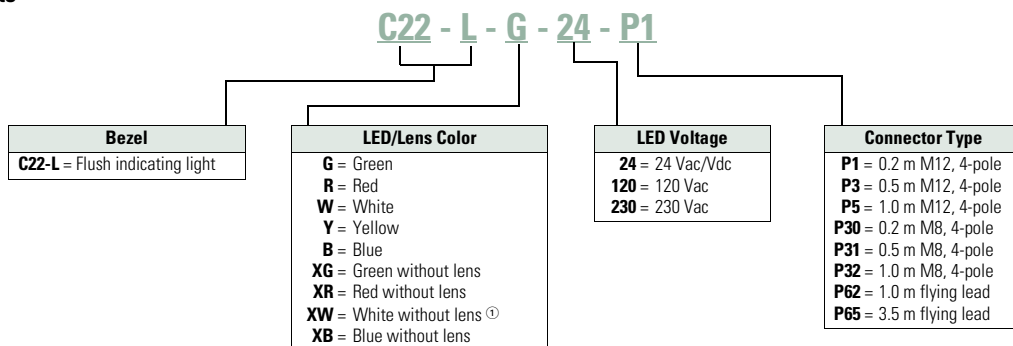 C22 - L - G - 24 - P1
Bezel
C22-L = Flush indicating light
LED/Lens Color
G = Green
R = Red
W = White
Y = Yellow
B = Blue
XG = Green without lens
XR = Red without lens
XW = White without lens ①
XB = Blue without lens
LED Voltage
24 = 24 Vac/Vdc
120 = 120 Vac
230 = 230 Vac
Connector Type
P1 = 0.2 m M12, 4-pole
P3 = 0.5 m M12, 4-pole
P5 = 1.0 m M12, 4-pole
P30 = 0.2 m M8, 4-pole
P31 = 0.5 m M8, 4-pole
P32 = 1.0 m M8, 4-pole
P62 = 1.0 m flying lead
P65 = 3.5 m flying lead